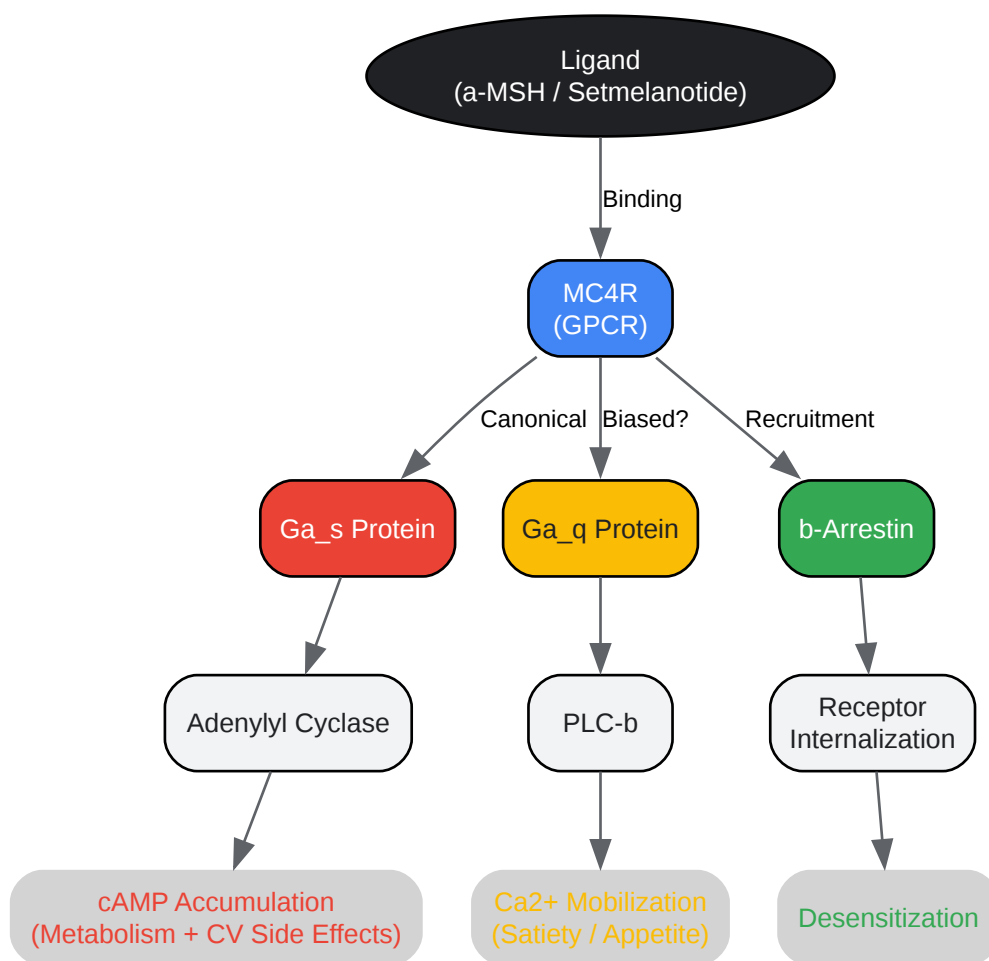 Ligand
(a-MSH / Setmelanotide)
Binding
MC4R
(GPCR)
Canonical
Biased?
Recruitment
Ga_s Protein
Ga_q Protein
b-Arrestin
Adenylyl Cyclase
PLC-b
Receptor
Internalization
cAMP Accumulation
(Metabolism + CV Side Effects)
Ca2+ Mobilization
(Satiety / Appetite)
Desensitization